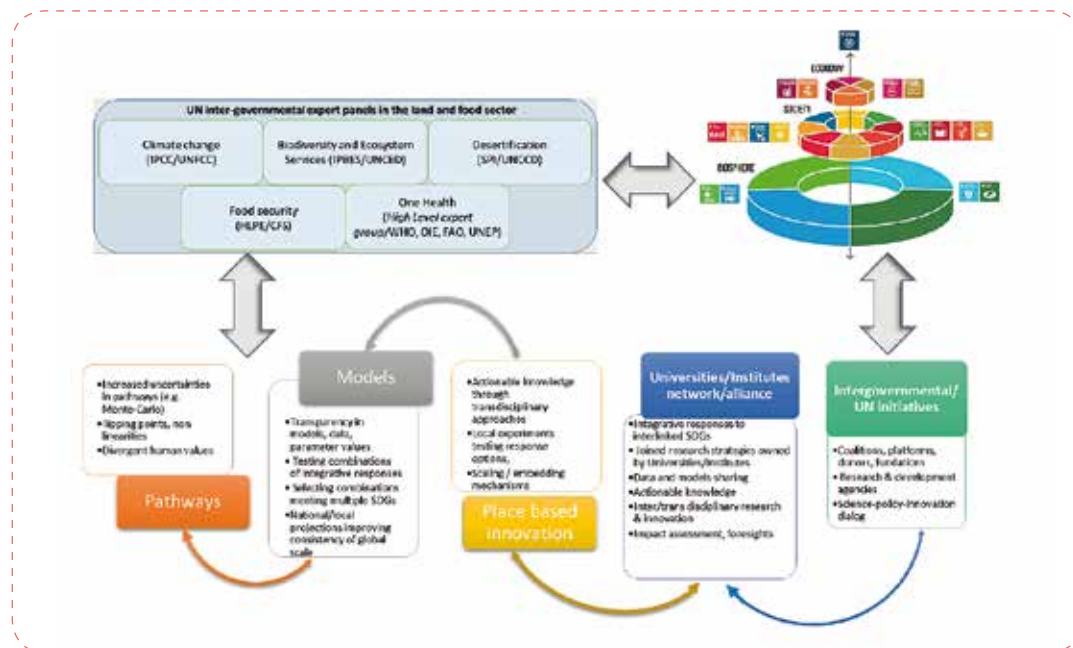 UN inter-governmental expert panels in the land and food sector
Climate change
(IPCC/UNFCC)
Biodiversity and Ecosystem
Services (IPBES/UNCBD)
Desertification
(SPI/UNCCD)
Food security
(HLPE/CFS)
One Health
(High Level expert
group/WHO, OIE, FAO, UNEP)
ECONOMY
SOCIETY
BIOSPHERE
•Increased uncertainties
in pathways (e.g.
Monte-Carlo)
•Tipping points, non
linearities
•Divergent human values
Pathways
Models
•Transparency in
models, data,
parameter values
• Testing combinations
of integrative responses
• Selecting combinations
meeting multiple SDGs
•National/local
projections improving
consistency of global
scale
•Actionable knowledge
through
transdisciplinary
approaches
•Local experiments
testing response
options,
•Scaling / embedding
mechanisms
Place based
innovation
Universities/Institutes
network/alliance
•Integrative responses to
interlinked SDGs
•Joined research strategies owned
by Universities/Institutes
•Data and models sharing
•Actionable knowledge
•Inter/trans disciplinary research
& innovation
•Impact assessment, foresights
Intergovernmental/
UN initiatives
•Coalitions, platforms,
donors, fundations
•Research & development
agencies
•Science-policy-innovation
dialog